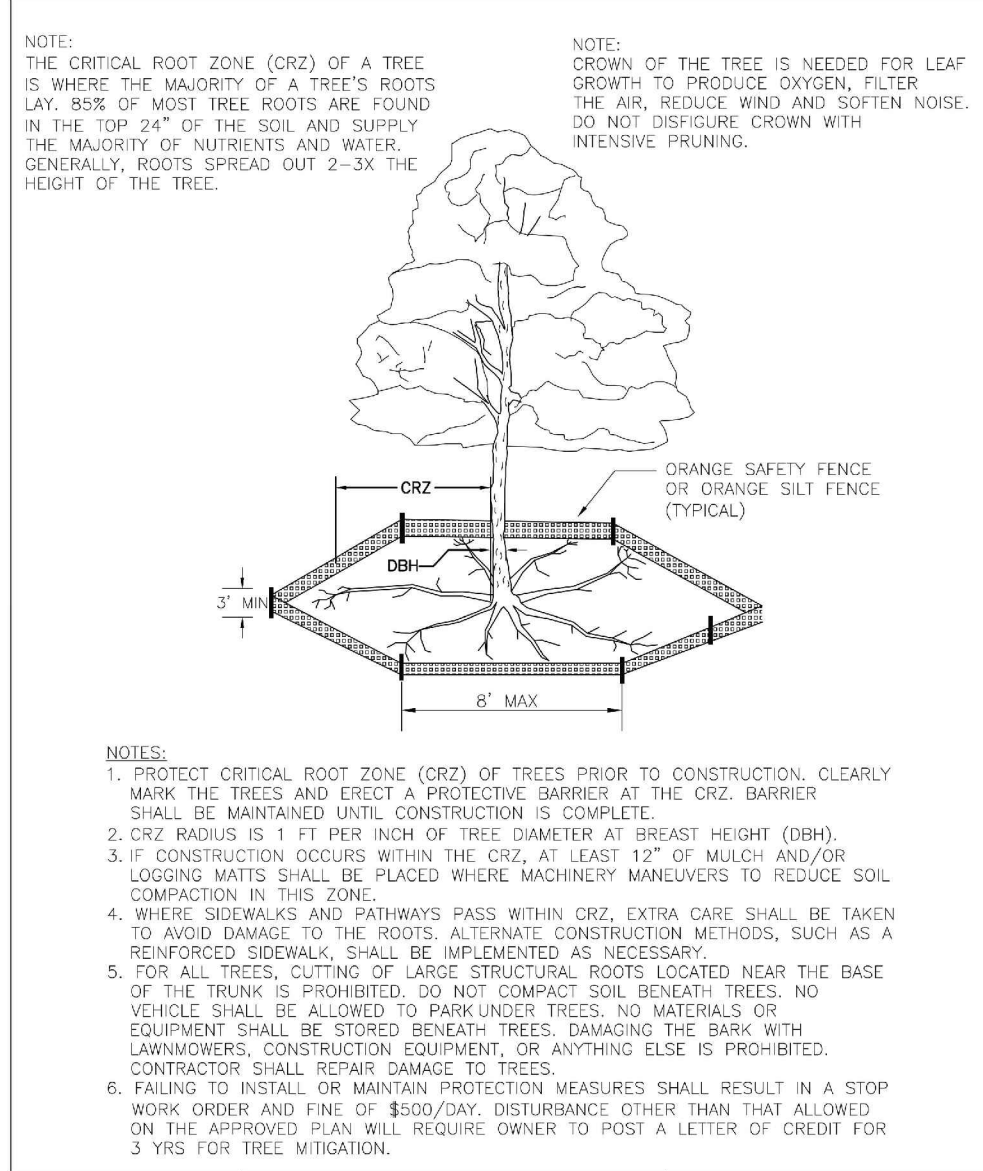 NOTE:
THE CRITICAL ROOT ZONE (CRZ) OF A TREE
IS WHERE THE MAJORITY OF A TREE'S ROOTS
LAY. 85% OF MOST TREE ROOTS ARE FOUND
IN THE TOP 24" OF THE SOIL AND SUPPLY
THE MAJORITY OF NUTRIENTS AND WATER.
GENERALLY, ROOTS SPREAD OUT 2-3X THE
HEIGHT OF THE TREE.
NOTE:
CROWN OF THE TREE IS NEEDED FOR LEAF
GROWTH TO PRODUCE OXYGEN, FILTER
THE AIR, REDUCE WIND AND SOFTEN NOISE.
DO NOT DISFIGURE CROWN WITH
INTENSIVE PRUNING.
ORANGE SAFETY FENCE
OR ORANGE SILT FENCE
(TYPICAL)
CRZ
DBH
3' MIN
8' MAX
NOTES:
1. PROTECT CRITICAL ROOT ZONE (CRZ) OF TREES PRIOR TO CONSTRUCTION. CLEARLY
MARK THE TREES AND ERECT A PROTECTIVE BARRIER AT THE CRZ. BARRIER
SHALL BE MAINTAINED UNTIL CONSTRUCTION IS COMPLETE.
2. CRZ RADIUS IS 1 FT PER INCH OF TREE DIAMETER AT BREAST HEIGHT (DBH).
3. IF CONSTRUCTION OCCURS WITHIN THE CRZ, AT LEAST 12" OF MULCH AND/OR
LOGGING MATTS SHALL BE PLACED WHERE MACHINERY MANEUVERS TO REDUCE SOIL
COMPACTION IN THIS ZONE.
4. WHERE SIDEWALKS AND PATHWAYS PASS WITHIN CRZ, EXTRA CARE SHALL BE TAKEN
TO AVOID DAMAGE TO THE ROOTS. ALTERNATE CONSTRUCTION METHODS, SUCH AS A
REINFORCED SIDEWALK, SHALL BE IMPLEMENTED AS NECESSARY.
5. FOR ALL TREES, CUTTING OF LARGE STRUCTURAL ROOTS LOCATED NEAR THE BASE
OF THE TRUNK IS PROHIBITED. DO NOT COMPACT SOIL BENEATH TREES. NO
VEHICLE SHALL BE ALLOWED TO PARK UNDER TREES. NO MATERIALS OR
EQUIPMENT SHALL BE STORED BENEATH TREES. DAMAGING THE BARK WITH
LAWNMOWERS, CONSTRUCTION EQUIPMENT, OR ANYTHING ELSE IS PROHIBITED.
CONTRACTOR SHALL REPAIR DAMAGE TO TREES.
6. FAILING TO INSTALL OR MAINTAIN PROTECTION MEASURES SHALL RESULT IN A STOP
WORK ORDER AND FINE OF $500/DAY. DISTURBANCE OTHER THAN THAT ALLOWED
ON THE APPROVED PLAN WILL REQUIRE OWNER TO POST A LETTER OF CREDIT FOR
3 YRS FOR TREE MITIGATION.